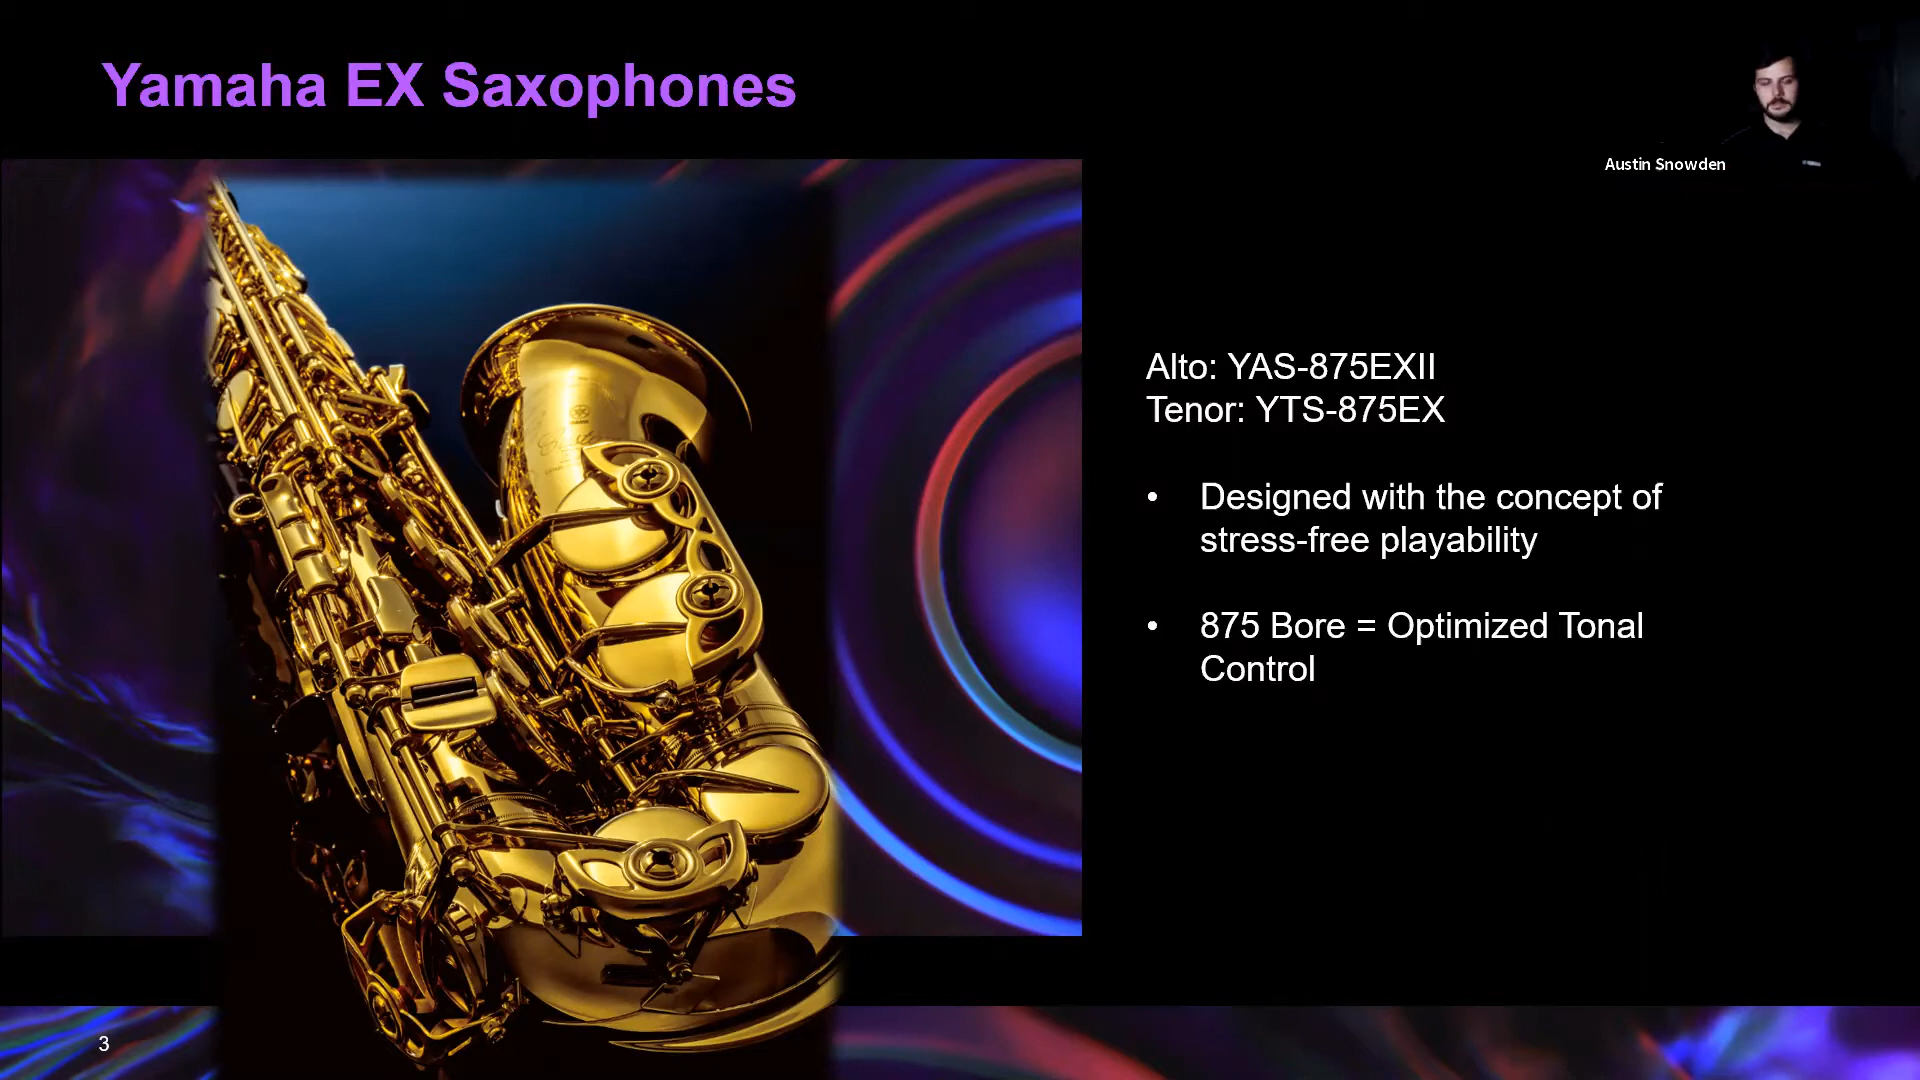 Yamaha EX Saxophones
Austin Snowden
Alto: YAS-875EXII
Tenor: YTS-875EX
• Designed with the concept of
stress-free playability
• 875 Bore = Optimized Tonal
Control
3